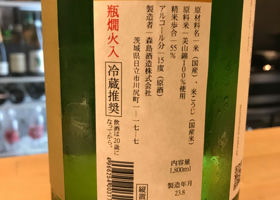 原材料名 米(国産)・米こうじ(国産米)
原料米 美山錦100%使用
精米歩合 55%
アルコール分 15度(原酒)
製造者 森島酒造株式会社
茨城県日立市川尻町一-一七-七
瓶燗火入
冷蔵推奨
飲酒は20歳に
なってから。
内容量
1,800ml
製造年月
23.8